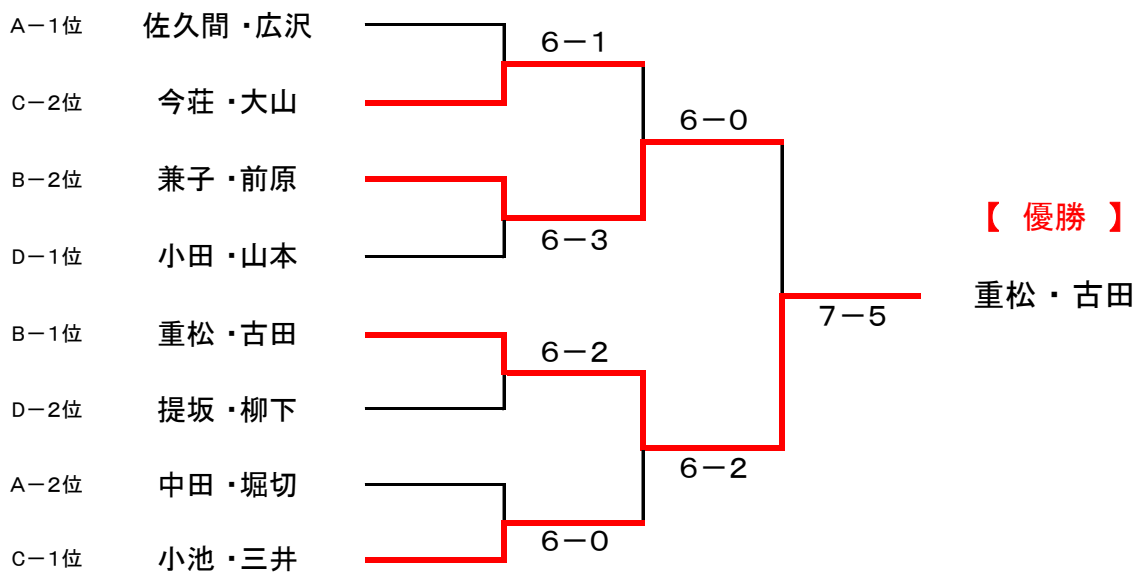 A－1位 佐久間・広沢
6－1
C－2位 今荘・大山
6－0
B－2位 兼子・前原
【 優勝 】
6－3
D－1位 小田・山本
重松・古田
7－5
B－1位 重松・古田
6－2
D－2位 提坂・柳下
6－2
A－2位 中田・堀切
6－0
C－1位 小池・三井